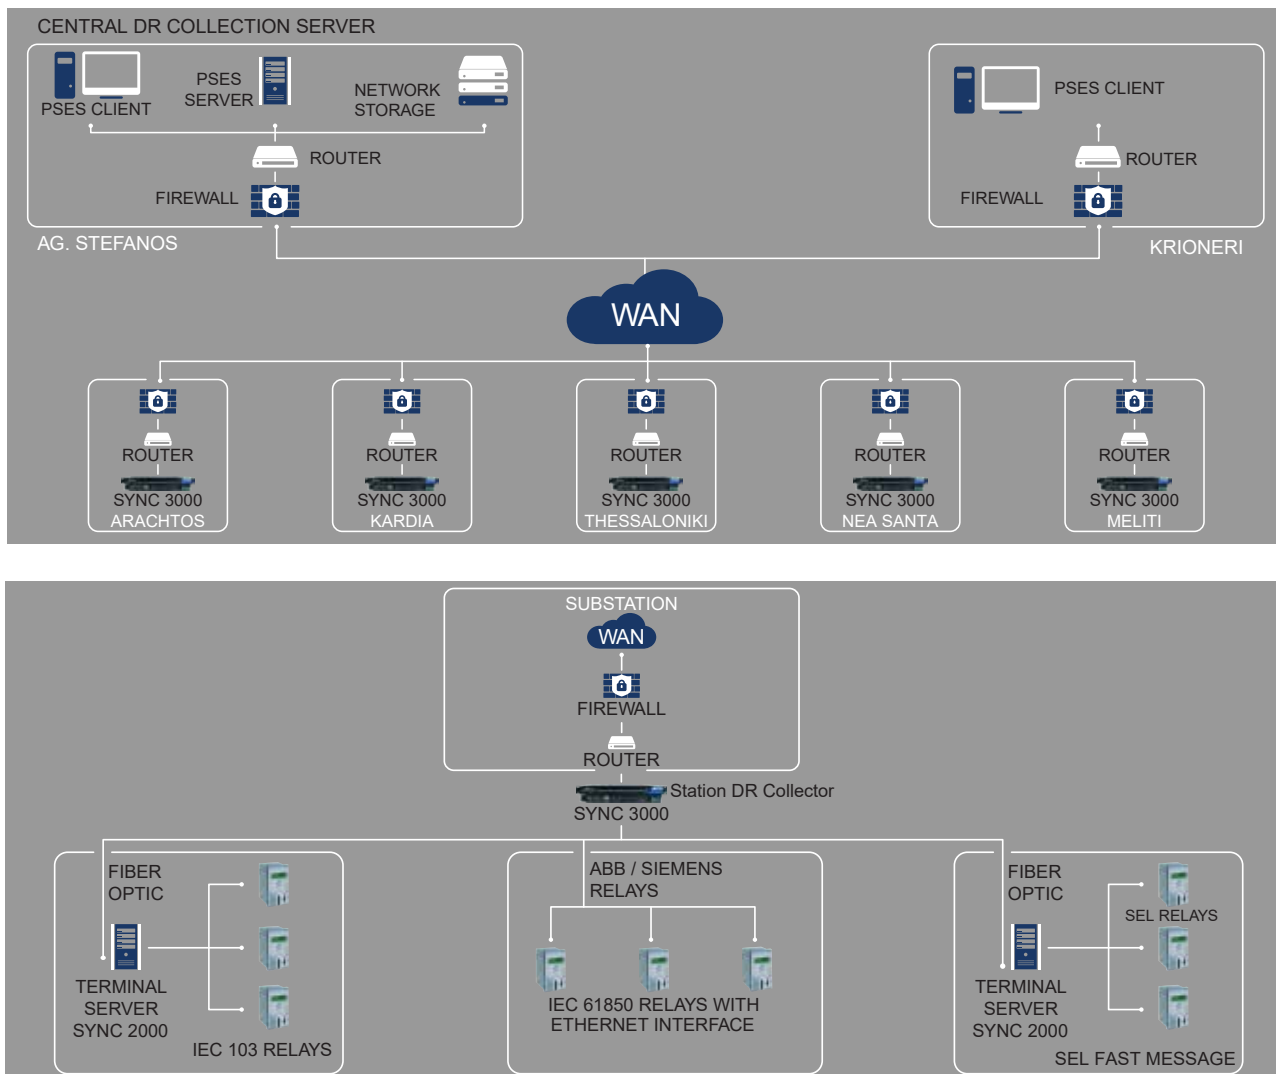 CENTRAL DR COLLECTION SERVER
PSES CLIENT
PSES
SERVER
NETWORK
STORAGE
ROUTER
FIREWALL
AG. STEFANOS
PSES CLIENT
ROUTER
FIREWALL
KRIONERI
WAN
ROUTER
SYNC 3000
ARACHTOS
ROUTER
SYNC 3000
KARDIA
ROUTER
SYNC 3000
THESSALONIKI
ROUTER
SYNC 3000
NEA SANTA
ROUTER
SYNC 3000
MELITI
SUBSTATION
WAN
FIREWALL
ROUTER
Station DR Collector
SYNC 3000
FIBER
OPTIC
TERMINAL
SERVER
SYNC 2000
IEC 103 RELAYS
ABB / SIEMENS
RELAYS
IEC 61850 RELAYS WITH
ETHERNET INTERFACE
FIBER
OPTIC
SEL RELAYS
TERMINAL
SERVER
SYNC 2000
SEL FAST MESSAGE